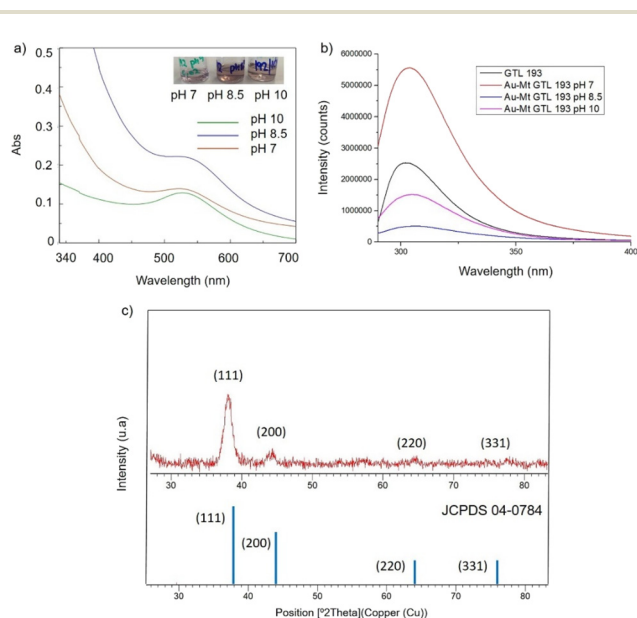 a)
0.5
0.4
0.3
0.2
0.1
0
Abs
pH 7 pH 8.5 pH 10
pH 10
pH 8.5
pH 7
340 400 500 600 700
Wavelength (nm)
b)
6000000
5000000
4000000
3000000
2000000
1000000
0
Intensity (counts)
GTL 193
Au-Mt GTL 193 pH 7
Au-Mt GTL 193 pH 8.5
Au-Mt GTL 193 pH 10
300 350 400
Wavelength (nm)
c)
Intensity (u.a)
(111)
(200)
(220)
(331)
30 40 50 60 70 80
JCPDS 04-0784
(111)
(200)
(220)
(331)
30 40 50 60 70 80
Position [°2Theta](Copper (Cu))